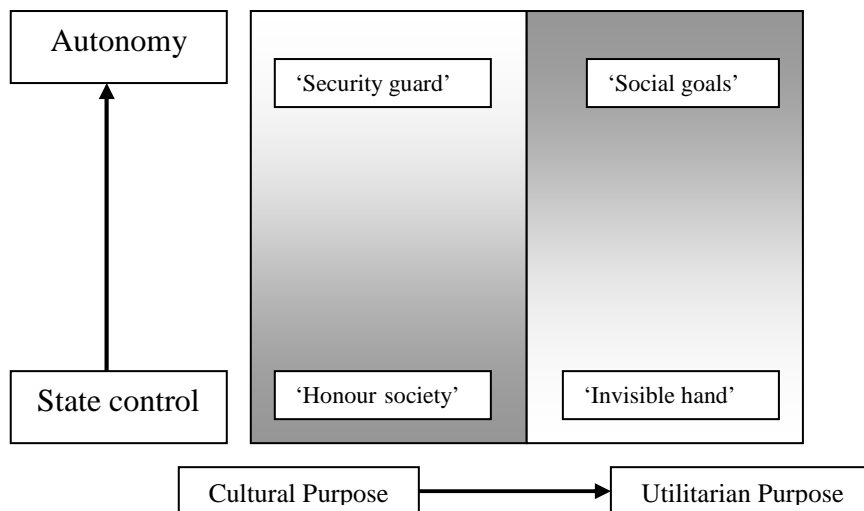 Autonomy
‘Security guard’
‘Social goals’
State control
‘Honour society’
‘Invisible hand’
Cultural Purpose
Utilitarian Purpose